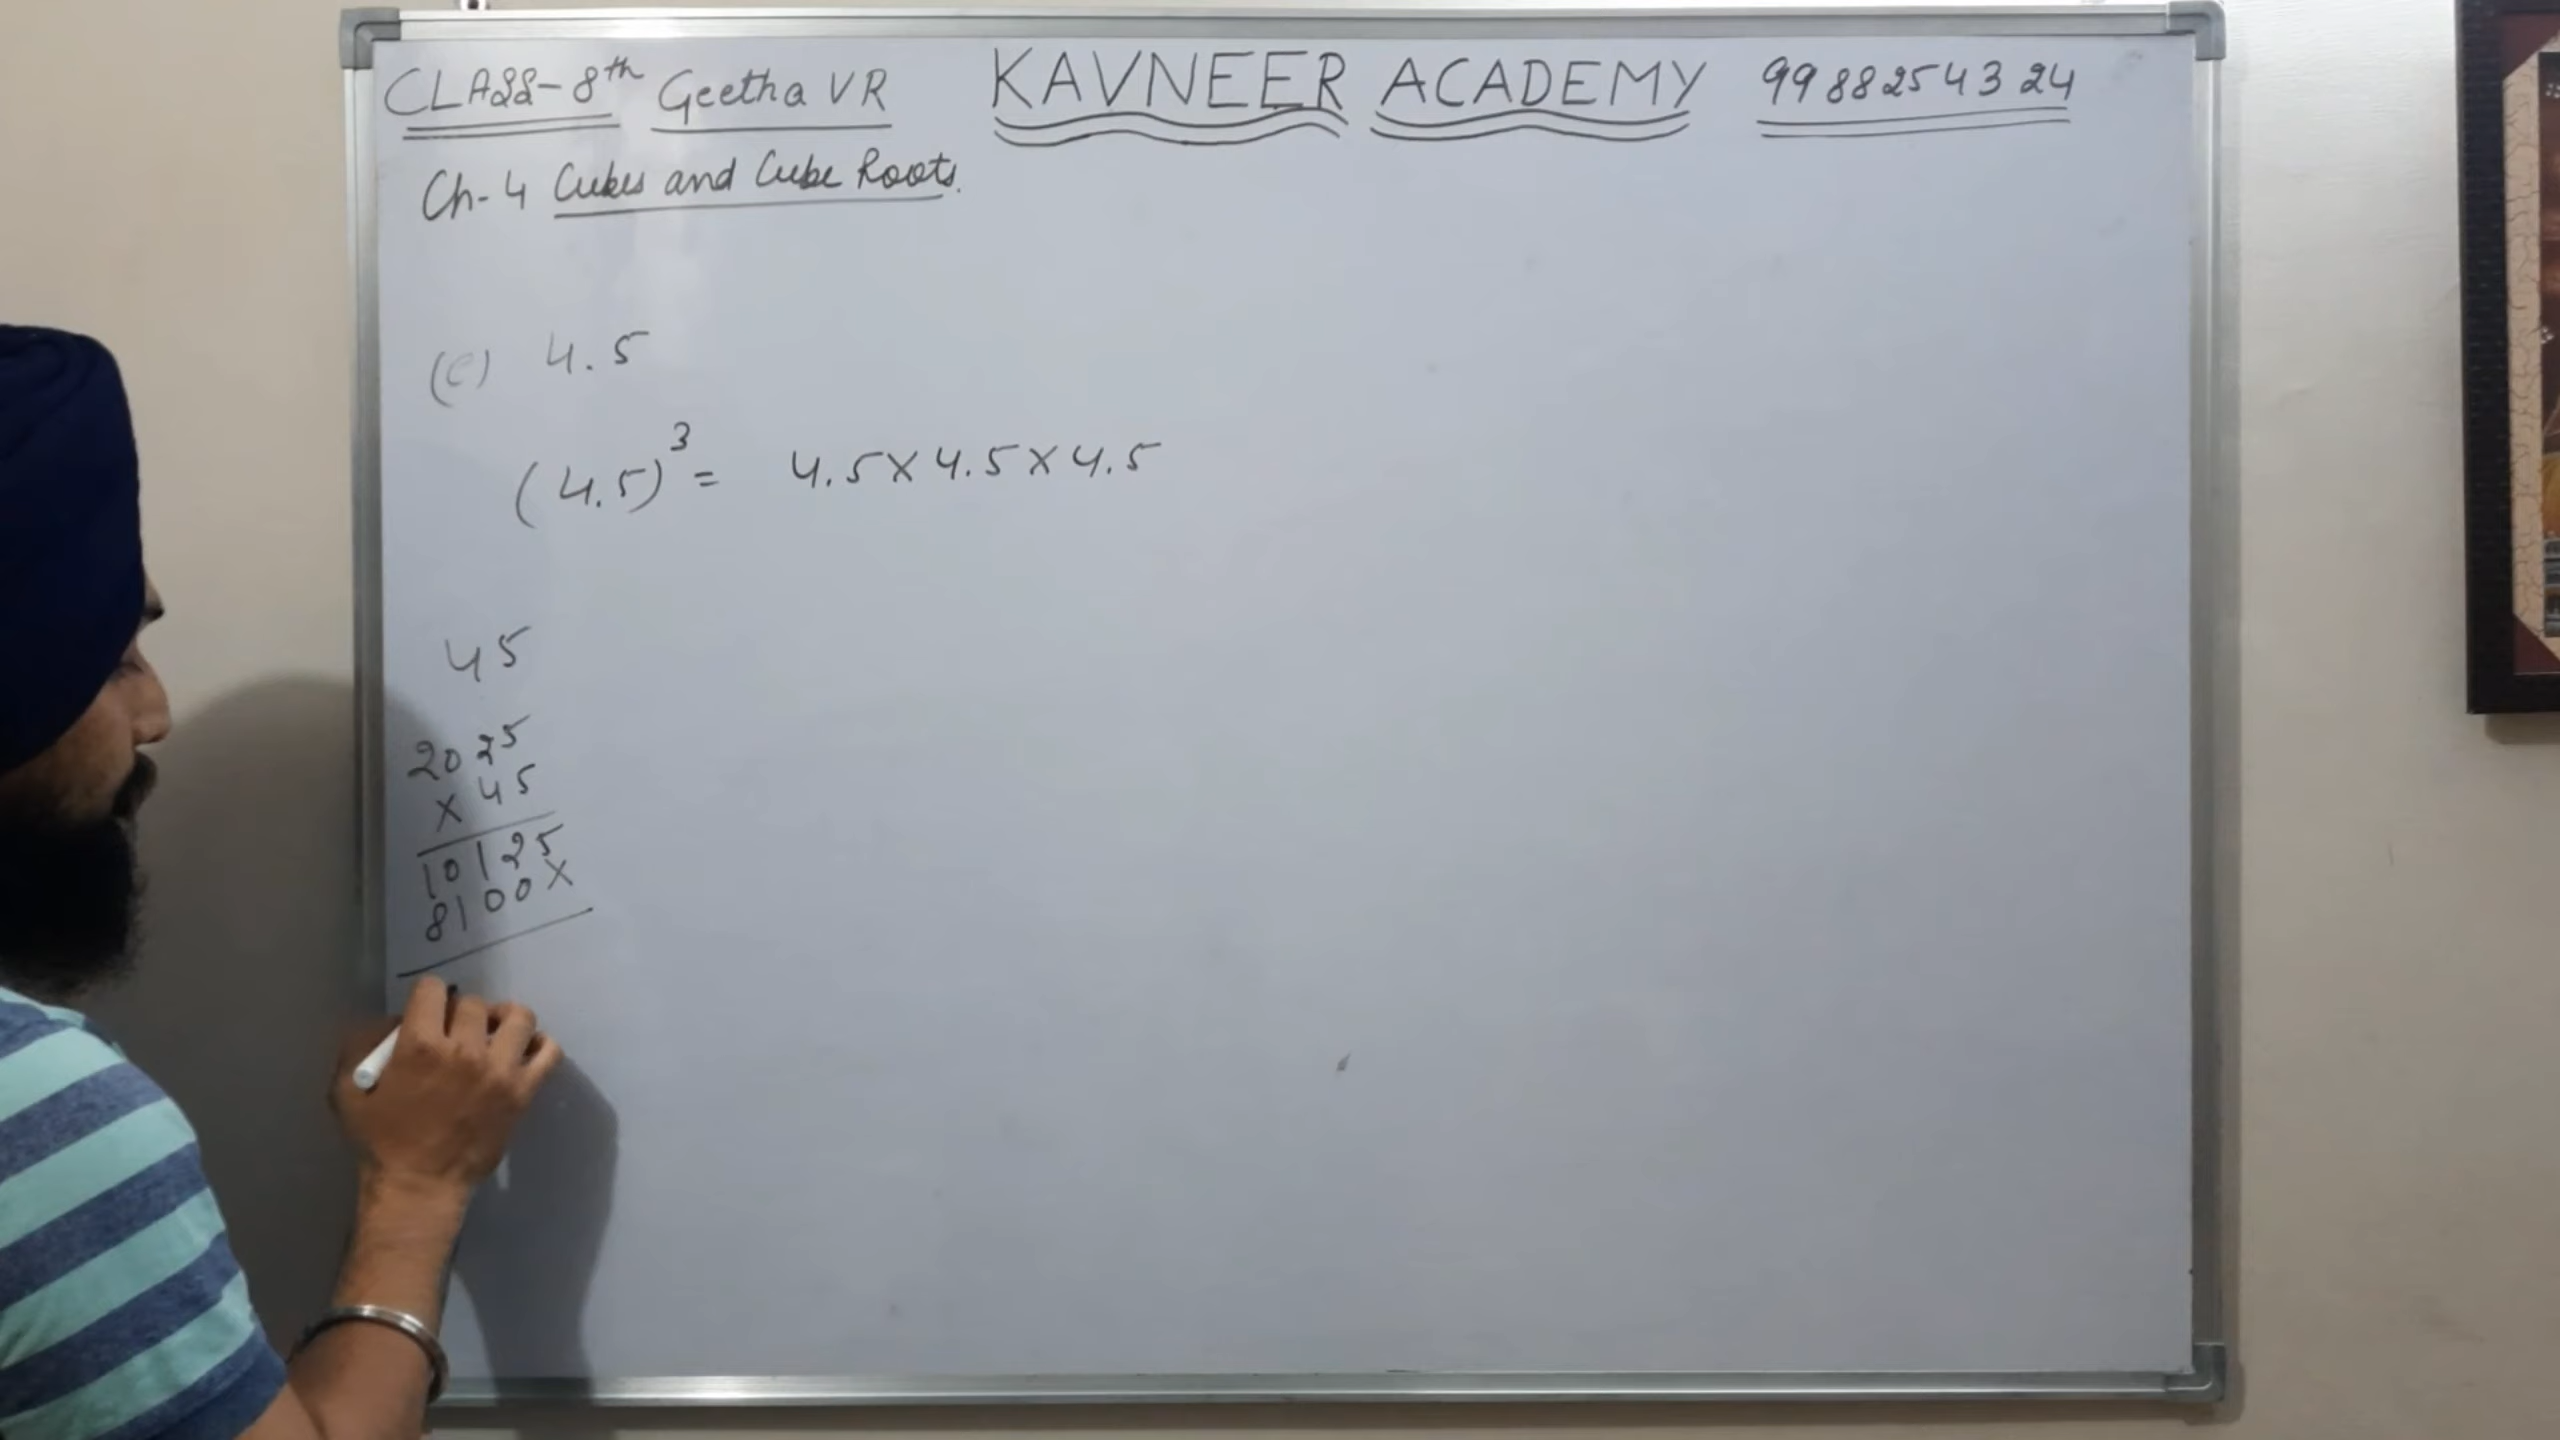 CLASS-8th Geetha VR KAVNEER ACADEMY 9988254324
Ch-4 Cubes and Cube Roots.
(c) 4.5
(4.5)³ = 4.5×4.5×4.5
45
2025
×45
10125
8100×